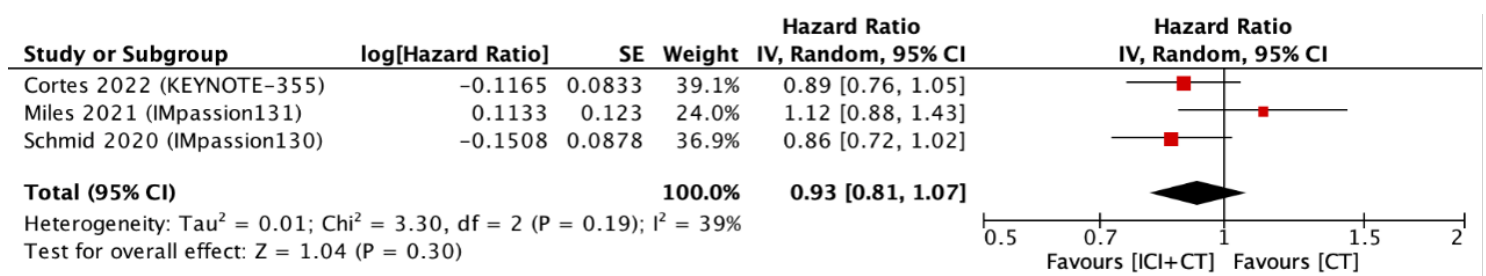 Hazard Ratio Hazard Ratio
Study or Subgroup log[Hazard Ratio] SE Weight IV, Random, 95% CI IV, Random, 95% CI
Cortes 2022 (KEYNOTE-355) -0.1165 0.0833 39.1% 0.89 [0.76, 1.05]
Miles 2021 (IMpassion131) 0.1133 0.123 24.0% 1.12 [0.88, 1.43]
Schmid 2020 (IMpassion130) -0.1508 0.0878 36.9% 0.86 [0.72, 1.02]
Total (95% CI) 100.0% 0.93 [0.81, 1.07]
Heterogeneity: Tau² = 0.01; Chi² = 3.30, df = 2 (P = 0.19); I² = 39%
Test for overall effect: Z = 1.04 (P = 0.30)
0.5 0.7 1 1.5 2
Favours [ICI+CT] Favours [CT]